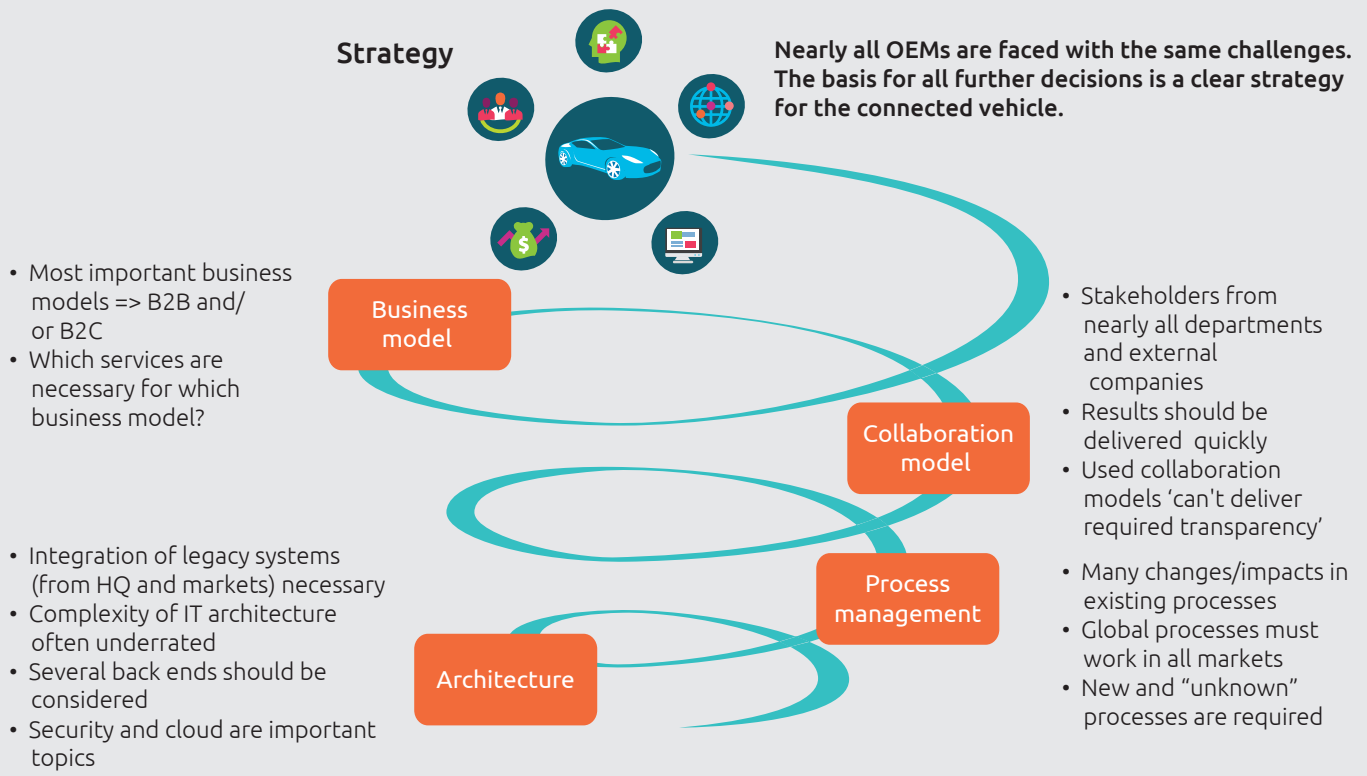 Strategy
Nearly all OEMs are faced with the same challenges.
The basis for all further decisions is a clear strategy
for the connected vehicle.
$
• Most important business
models => B2B and/
or B2C
• Which services are
necessary for which
business model?
Business
model
• Stakeholders from
nearly all departments
and external
companies
• Results should be
delivered quickly
• Used collaboration
models ‘can't deliver
required transparency’
Collaboration
model
• Many changes/impacts in
existing processes
• Global processes must
work in all markets
• New and “unknown”
processes are required
Process
management
• Integration of legacy systems
(from HQ and markets) necessary
• Complexity of IT architecture
often underrated
• Several back ends should be
considered
• Security and cloud are important
topics
Architecture